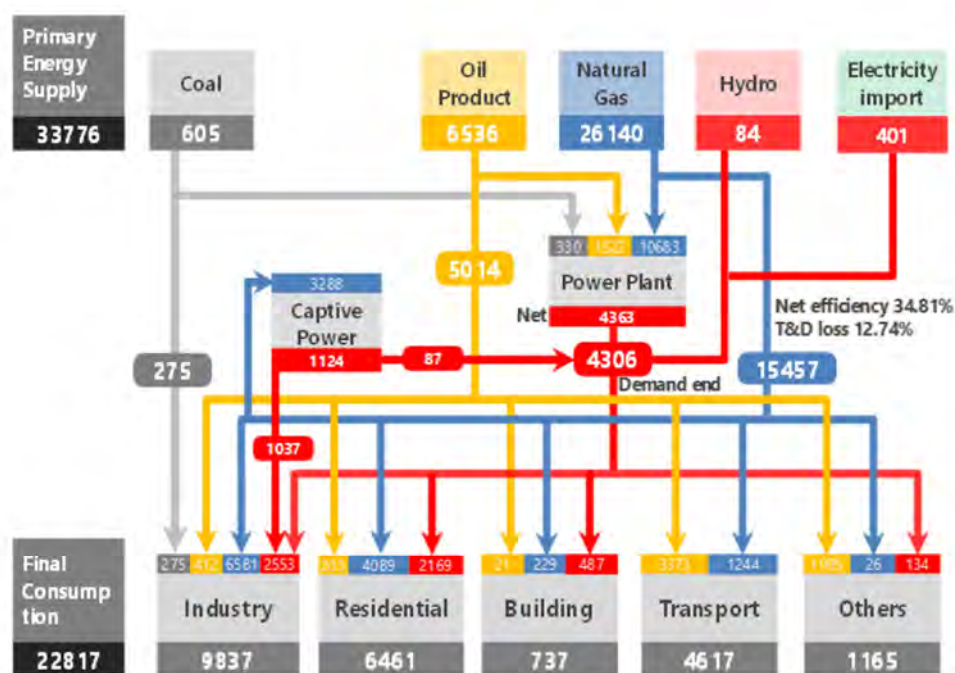 Primary
Energy
Supply
33776
Coal
605
Oil
Product
6536
Natural
Gas
26140
Hydro
84
Electricity
import
401
330 1522 10683
Power Plant
Net 4363
5014
3288
Captive
Power
1124
87
4306
Demand end
Net efficiency 34.81%
T&D loss 12.74%
275
15457
1037
Final
Consump
tion
22817
275 412 6581 2553
Industry
9837
4089 2169
Residential
6461
21 229 487
Building
737
3373 1244
Transport
4617
1005 26 134
Others
1165